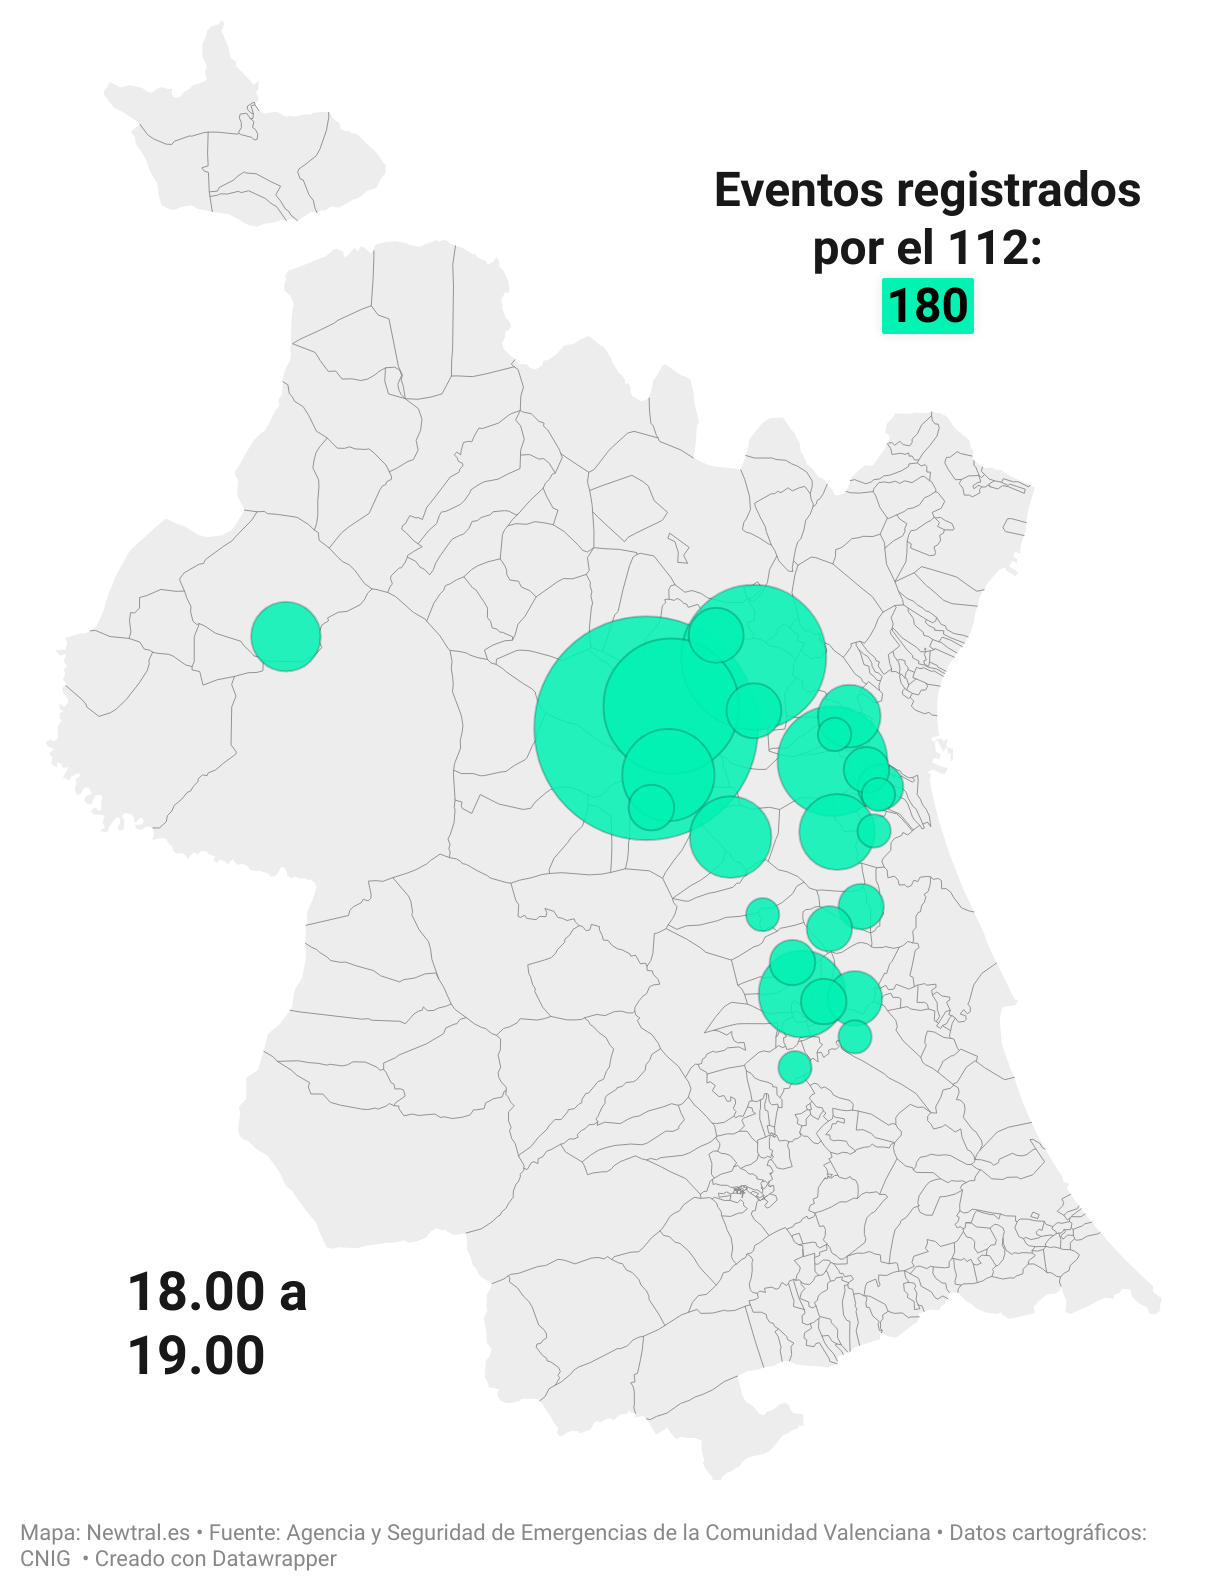 Eventos registrados
por el 112:
180
18.00 a
19.00
Mapa: Newtral.es • Fuente: Agencia y Seguridad de Emergencias de la Comunidad Valenciana • Datos cartográficos:
CNIG • Creado con Datawrapper